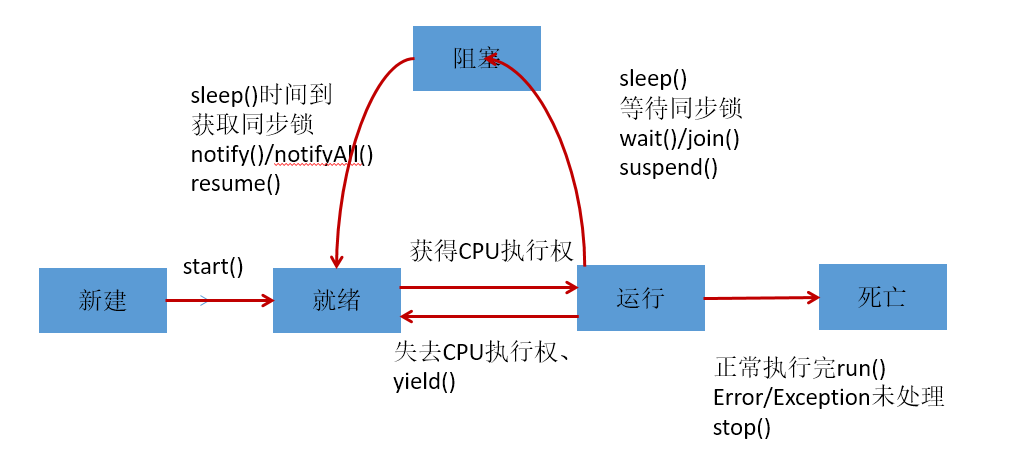 阻塞
sleep()时间到
获取同步锁
notify()/notifyAll()
resume()
sleep()
等待同步锁
wait()/join()
suspend()
start()
获得CPU执行权
新建
就绪
运行
死亡
失去CPU执行权、
yield()
正常执行完run()
Error/Exception未处理
stop()